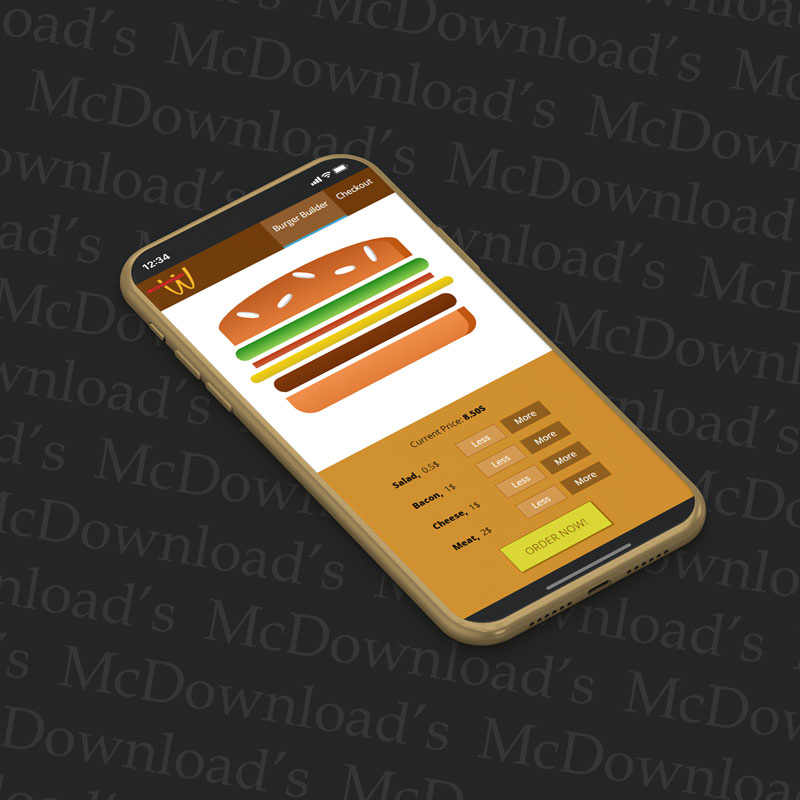 oad's McDownload's McDownload's
McDownload's McDownload's
McDownload's
McDownload's
12:34
Burger Builder
Checkout
Current Price: 8.50$
Salad, 0.5$ Less More
Bacon, 1$ Less More
Cheese, 1$ Less More
Meat, 2$ Less More
ORDER NOW!
McDownload's
McDownload's
McDownload's
McDownload's McDownload's
McDownload's McDownload's